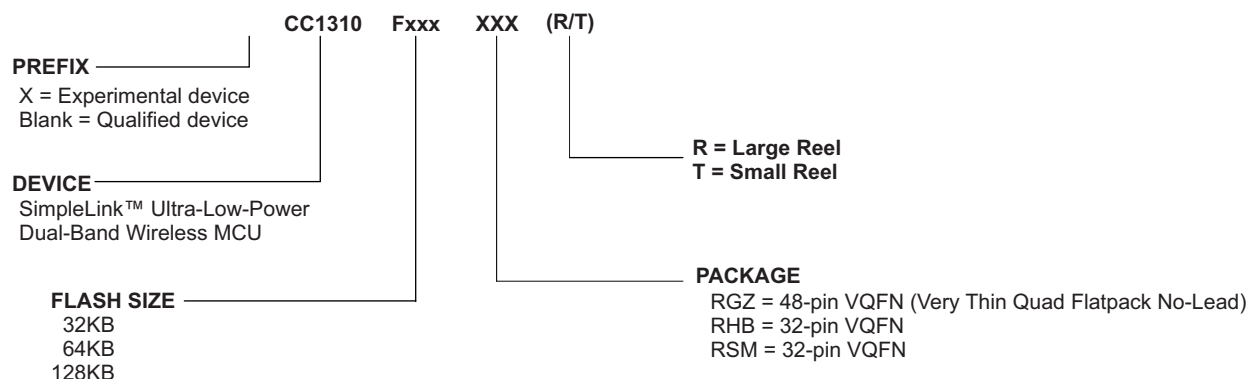 CC1310 Fxxx XXX (R/T)
PREFIX
X = Experimental device
Blank = Qualified device
R = Large Reel
T = Small Reel
DEVICE
SimpleLink™ Ultra-Low-Power
Dual-Band Wireless MCU
PACKAGE
RGZ = 48-pin VQFN (Very Thin Quad Flatpack No-Lead)
RHB = 32-pin VQFN
RSM = 32-pin VQFN
FLASH SIZE
32KB
64KB
128KB